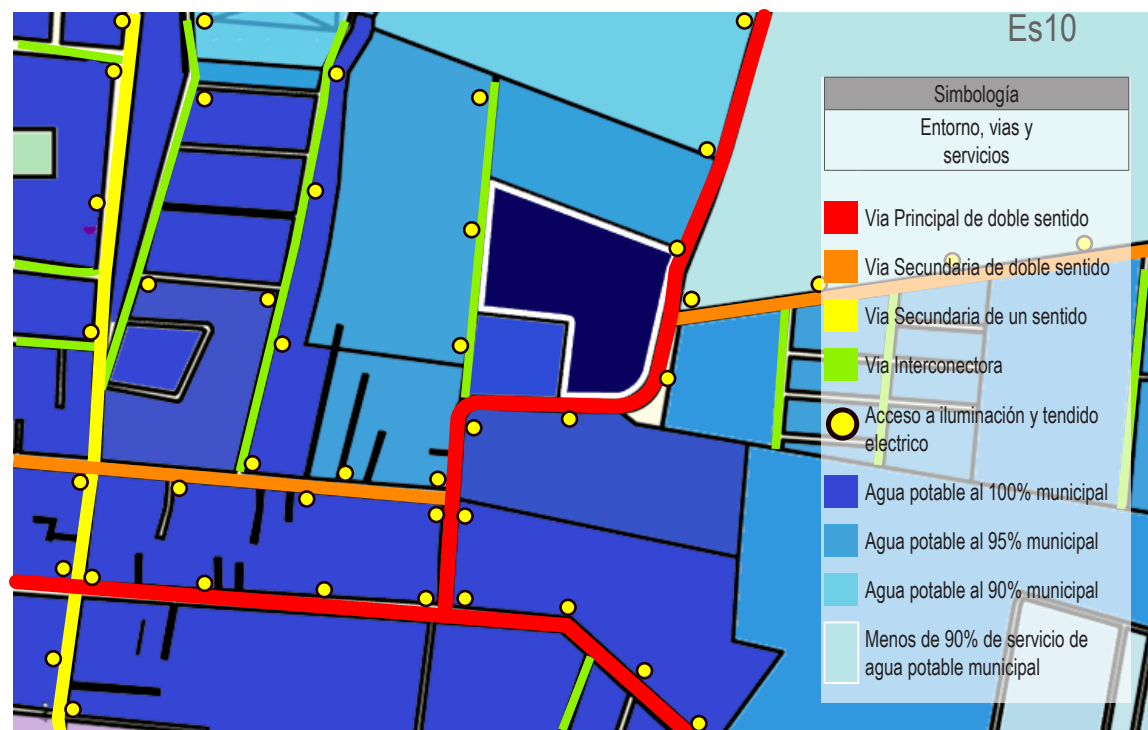 Es10
Simbología
Entorno, vias y
servicios
Via Principal de doble sentido
Via Secundaria de doble sentido
Via Secundaria de un sentido
Via Interconectora
Acceso a iluminación y tendido
electrico
Agua potable al 100% municipal
Agua potable al 95% municipal
Agua potable al 90% municipal
Menos de 90% de servicio de
agua potable municipal